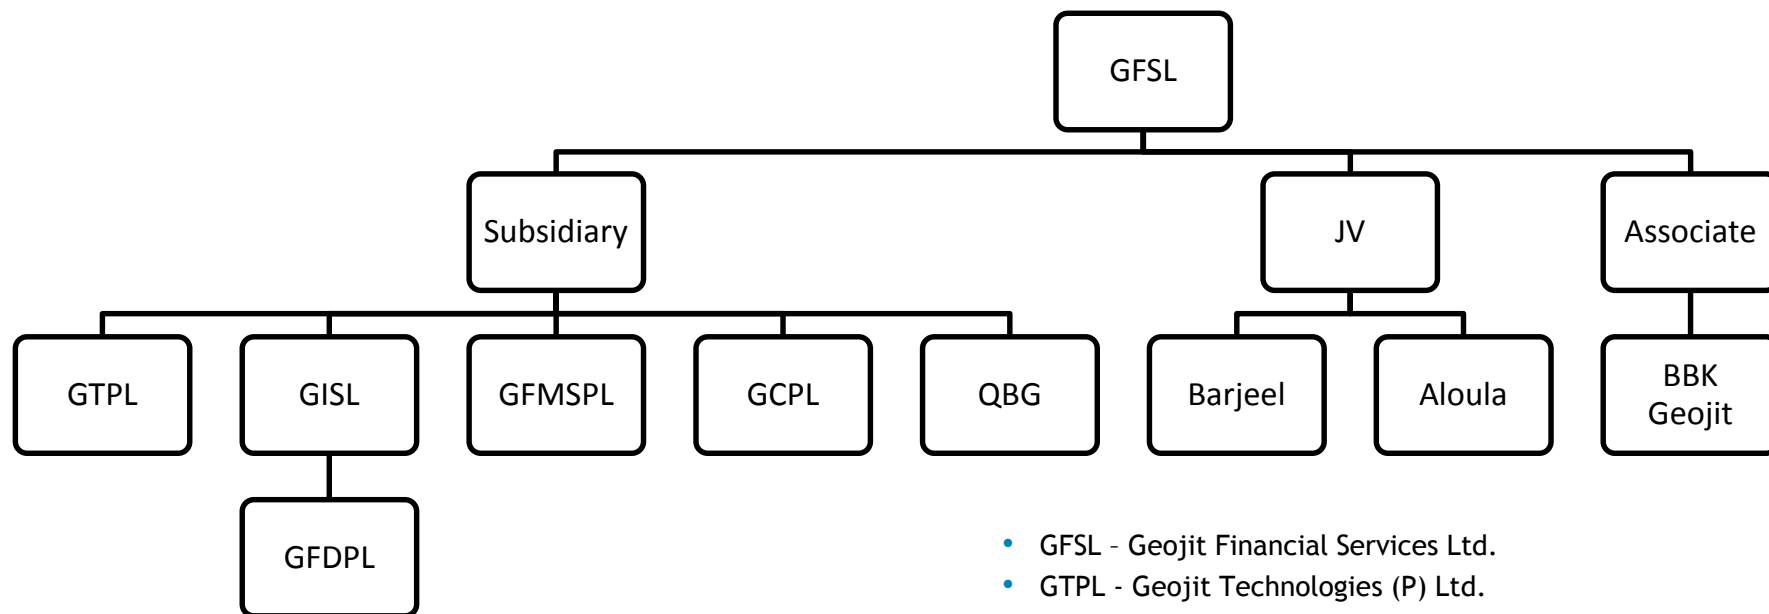 GFSL
Subsidiary
JV
Associate
GTPL
GISL
GFMSPL
GCPL
QBG
Barjeel
Aloula
BBK
Geojit
GFDPL
• GFSL – Geojit Financial Services Ltd.
• GTPL - Geojit Technologies (P) Ltd.